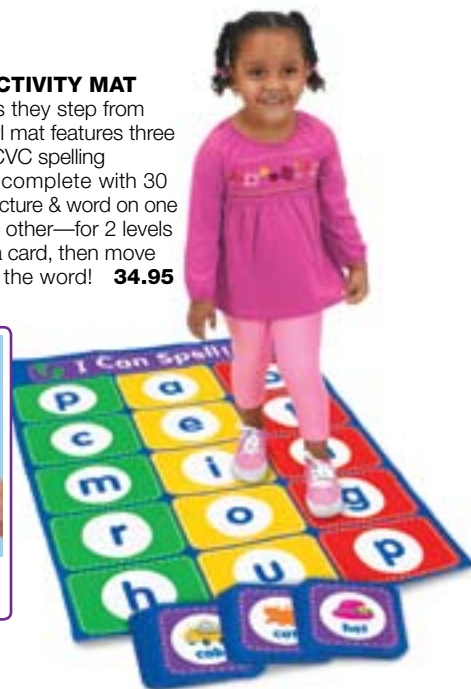 CTIVITY MAT
s they step from
l mat features three
CVC spelling
complete with 30
cture & word on one
other—for 2 levels
a card, then move
the word! 34.95
I Can Spell
p a
c e
m i
r o g
h u p
cab cat hat